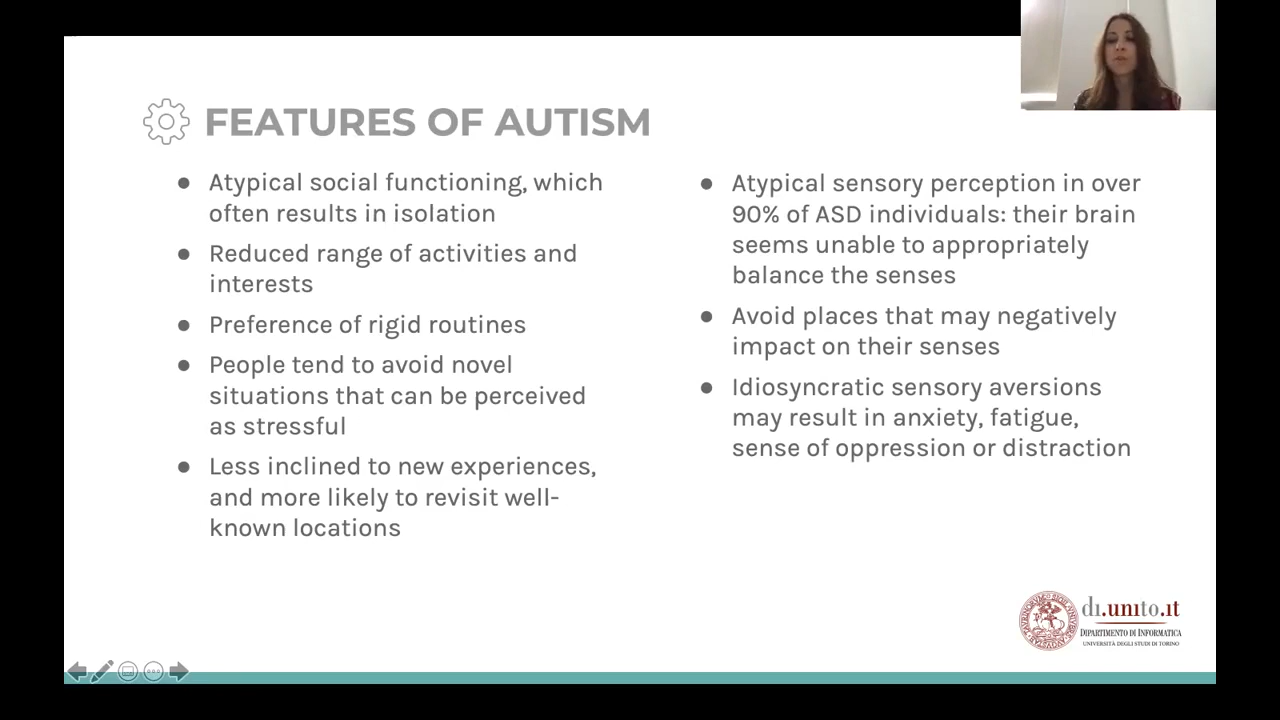 FEATURES OF AUTISM
● Atypical social functioning, which
often results in isolation
● Reduced range of activities and
interests
● Preference of rigid routines
● People tend to avoid novel
situations that can be perceived
as stressful
● Less inclined to new experiences,
and more likely to revisit well-
known locations
● Atypical sensory perception in over
90% of ASD individuals: their brain
seems unable to appropriately
balance the senses
● Avoid places that may negatively
impact on their senses
● Idiosyncratic sensory aversions
may result in anxiety, fatigue,
sense of oppression or distraction
di.unito.it
DIPARTIMENTO DI INFORMATICA
UNIVERSITÀ DEGLI STUDI DI TORINO